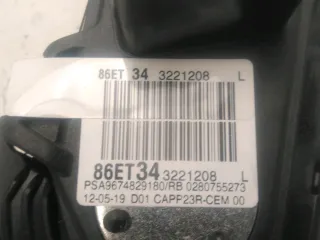 86ET 34 3221208 L
86ET34 3221208 L
PSA9674829180/RB 0280755273
12-05-19 D01 CAPP23R-CEM 00